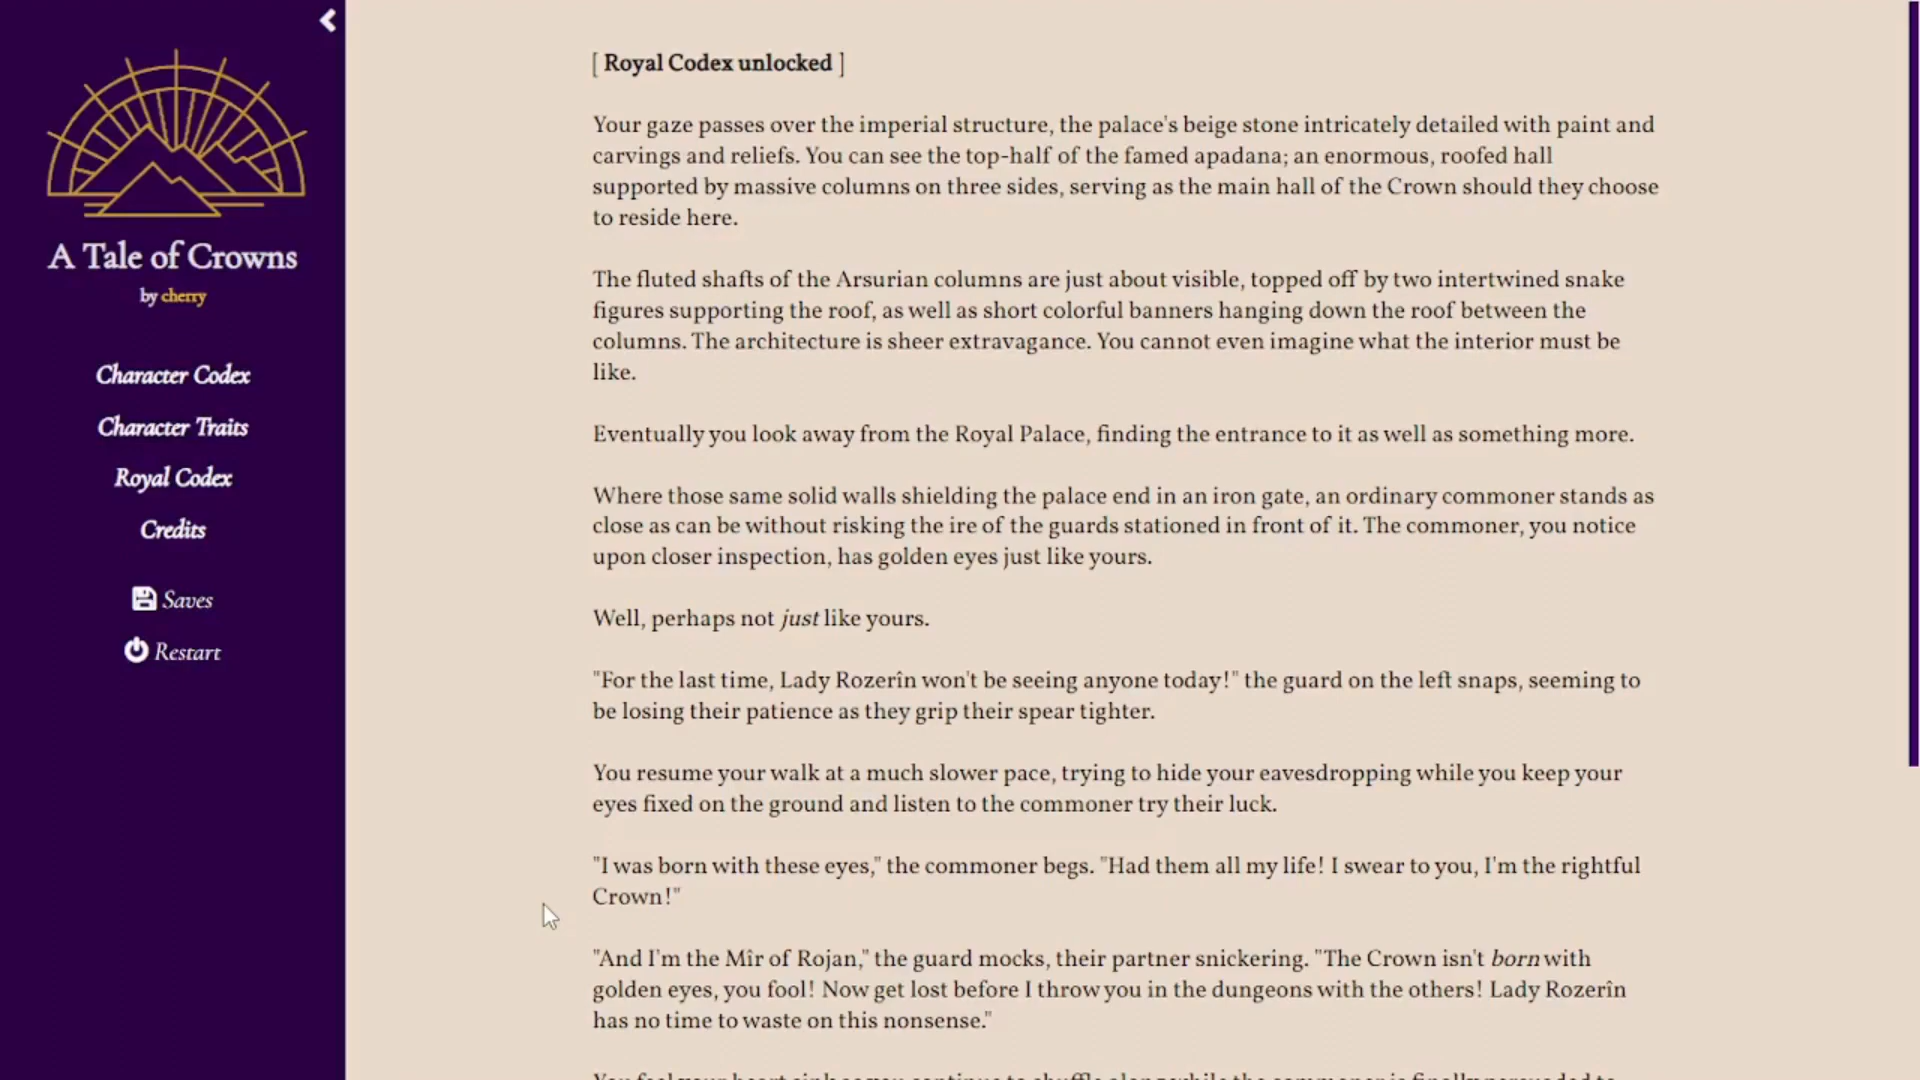 A Tale of Crowns
by cherry
Character Codex
Character Traits
Royal Codex
Credits
Saves
Restart
[ Royal Codex unlocked ]
Your gaze passes over the imperial structure, the palace's beige stone intricately detailed with paint and
carvings and reliefs. You can see the top-half of the famed apadana; an enormous, roofed hall
supported by massive columns on three sides, serving as the main hall of the Crown should they choose
to reside here.
The fluted shafts of the Arsurian columns are just about visible, topped off by two intertwined snake
figures supporting the roof, as well as short colorful banners hanging down the roof between the
columns. The architecture is sheer extravagance. You cannot even imagine what the interior must be
like.
Eventually you look away from the Royal Palace, finding the entrance to it as well as something more.
Where those same solid walls shielding the palace end in an iron gate, an ordinary commoner stands as
close as can be without risking the ire of the guards stationed in front of it. The commoner, you notice
upon closer inspection, has golden eyes just like yours.
Well, perhaps not just like yours.
"For the last time, Lady Rozerîn won't be seeing anyone today!" the guard on the left snaps, seeming to
be losing their patience as they grip their spear tighter.
You resume your walk at a much slower pace, trying to hide your eavesdropping while you keep your
eyes fixed on the ground and listen to the commoner try their luck.
"I was born with these eyes," the commoner begs. "Had them all my life! I swear to you, I'm the rightful
Crown!"
"And I'm the Mîr of Rojan," the guard mocks, their partner snickering. "The Crown isn't born with
golden eyes, you fool! Now get lost before I throw you in the dungeons with the others! Lady Rozerîn
has no time to waste on this nonsense."